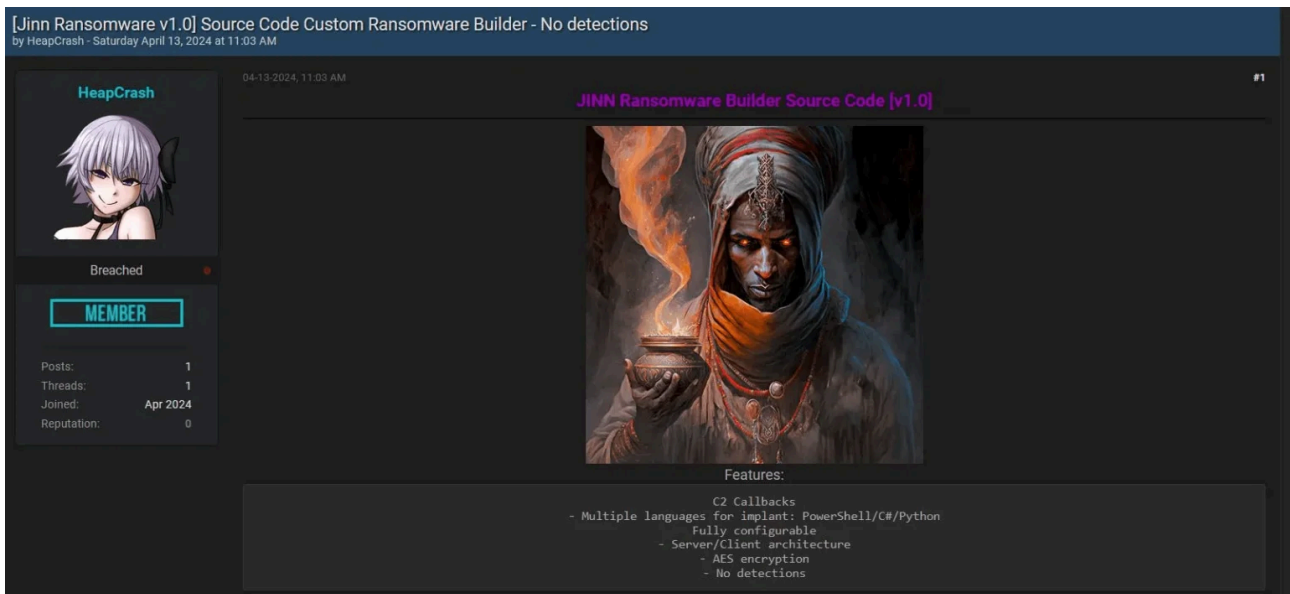 [Jinn Ransomware v1.0] Source Code Custom Ransomware Builder - No detections
by HeapCrash - Saturday April 13, 2024 at 11:03 AM
HeapCrash
Breached
MEMBER
Posts: 1
Threads: 1
Joined: Apr 2024
Reputation: 0
04-13-2024, 11:03 AM #1
JINN Ransomware Builder Source Code [v1.0]
Features:
C2 Callbacks
- Multiple languages for implant: PowerShell/C#/Python
Fully configurable
- Server/Client architecture
- AES encryption
- No detections